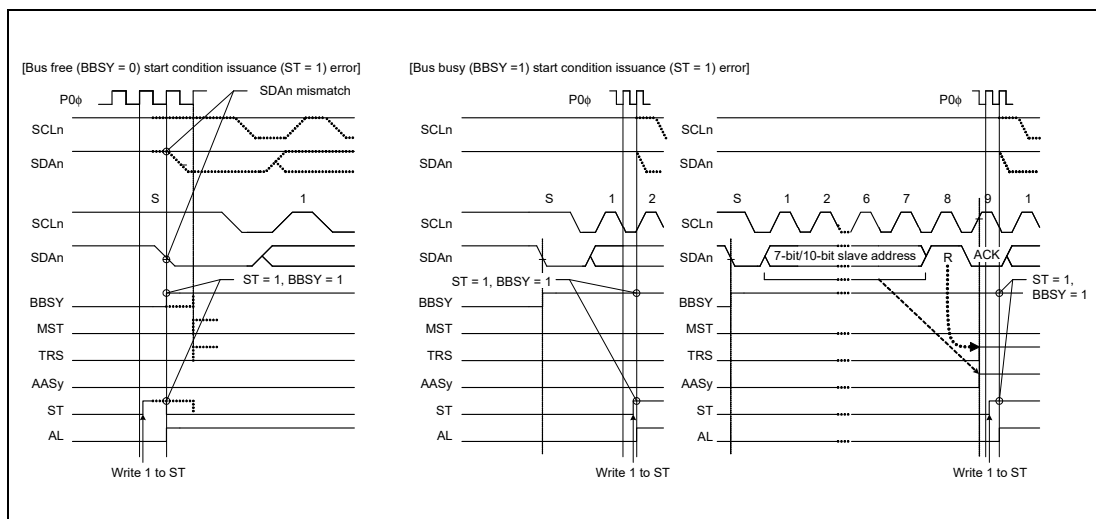 [Bus free (BBSY = 0) start condition issuance (ST = 1) error]
P0ϕ
SDAn mismatch
SCLn
SDAn
S 1
SCLn
SDAn
ST = 1, BBSY = 1
BBSY
MST
TRS
AASy
ST
AL
Write 1 to ST
[Bus busy (BBSY =1) start condition issuance (ST = 1) error]
P0ϕ
SCLn
SDAn
S 1 2
SCLn
SDAn
ST = 1, BBSY = 1
BBSY
MST
TRS
AASy
ST
AL
Write 1 to ST
P0ϕ
SCLn
SDAn
S 1 2 6 7 8 9 1
SCLn
SDAn
7-bit/10-bit slave address R ACK
ST = 1,
BBSY = 1
BBSY
MST
TRS
AASy
ST
AL
Write 1 to ST